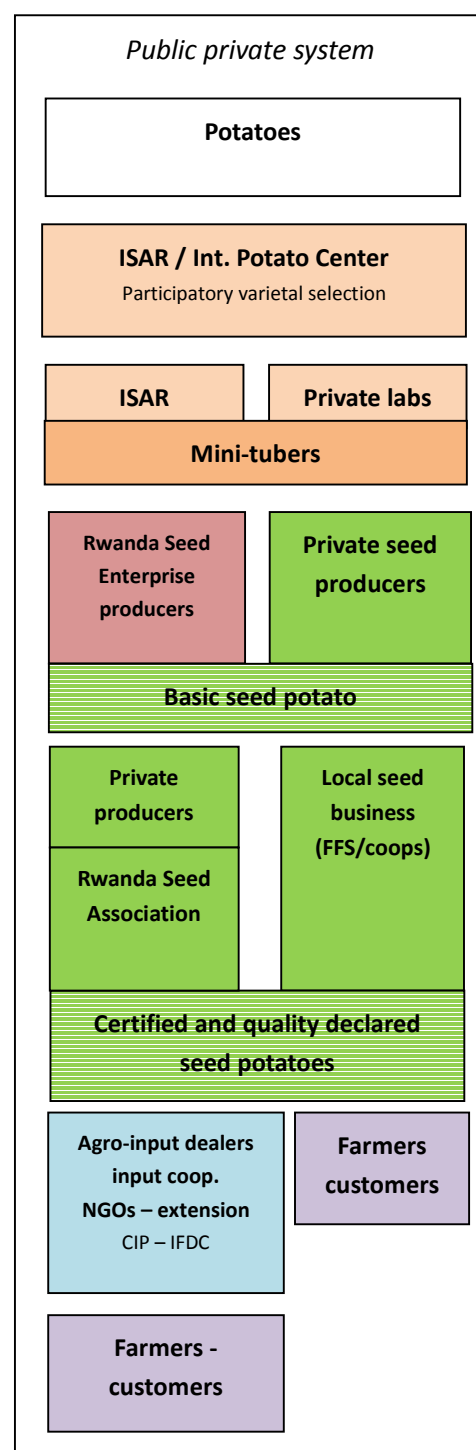 Public private system
Potatoes
ISAR / Int. Potato Center
Participatory varietal selection
ISAR
Private labs
Mini-tubers
Rwanda Seed
Enterprise
producers
Private seed
producers
Basic seed potato
Private
producers
Rwanda Seed
Association
Local seed
business
(FFS/coops)
Certified and quality declared
seed potatoes
Agro-input dealers
input coop.
NGOs – extension
CIP – IFDC
Farmers
customers
Farmers -
customers